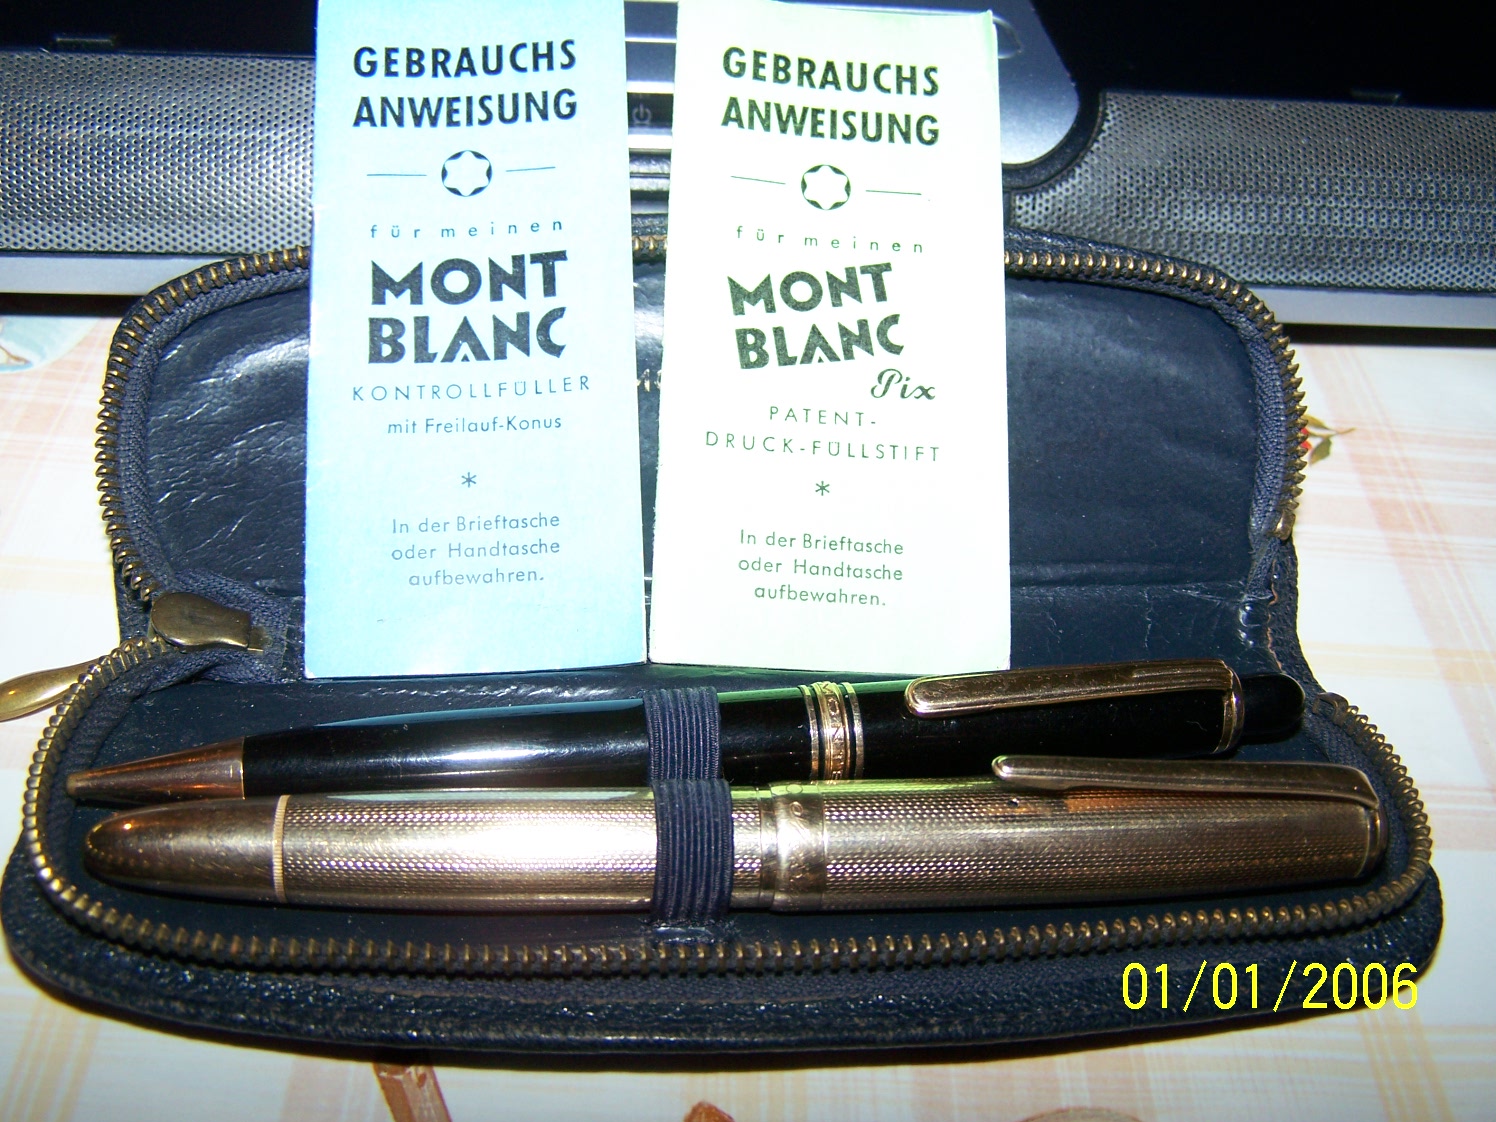 GEBRAUCHS
ANWEISUNG
für meinen
MONT
BLANC
KONTROLLFÜLLER
mit Freilauf-Konus
*
In der Brieftasche
oder Handtasche
aufbewahren.
GEBRAUCHS
ANWEISUNG
für meinen
MONT
BLANC
Pix
PATENT-
DRUCK-FÜLLSTIFT
*
In der Brieftasche
oder Handtasche
aufbewahren.
01/01/2006